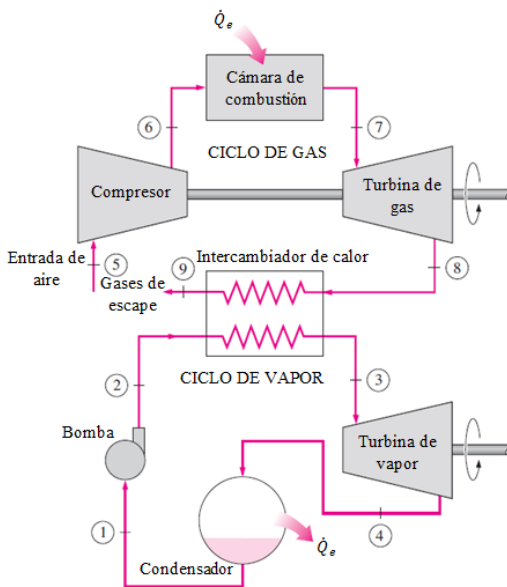 Q̇ₑ
Cámara de
combustión
6
7
CICLO DE GAS
Compresor
Turbina de
gas
Entrada de
aire
5
9
Intercambiador de calor
8
Gases de
escape
2
CICLO DE VAPOR
3
Bomba
Turbina de
vapor
1
4
Q̇ₑ
Condensador